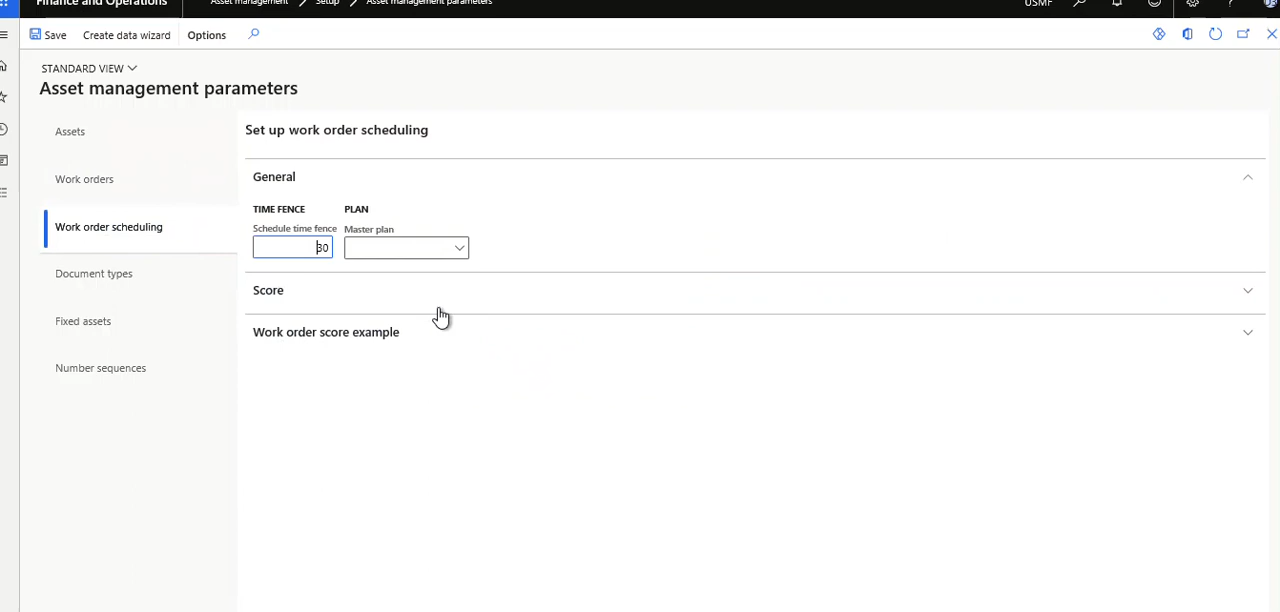 Finance and Operations
Asset management > Setup > Asset management parameters
USMF
Save Create data wizard Options
STANDARD VIEW
Asset management parameters
Assets
Work orders
Work order scheduling
Document types
Fixed assets
Number sequences
Set up work order scheduling
General
TIME FENCE PLAN
Schedule time fence Master plan
30
Score
Work order score example